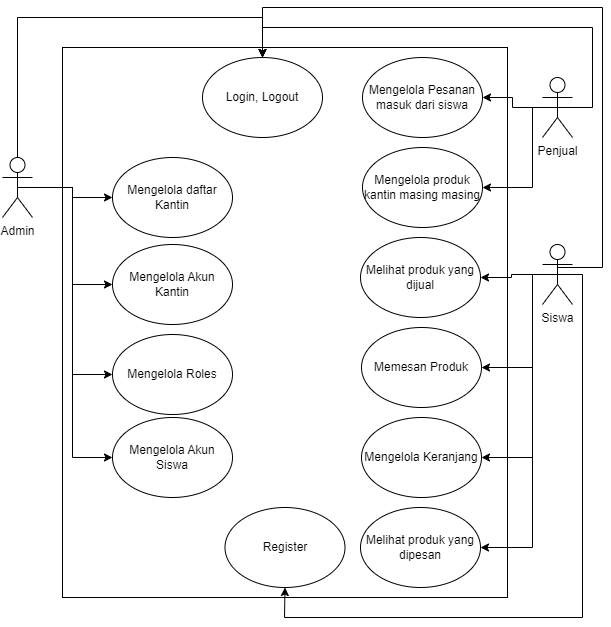 Login, Logout
Mengelola Pesanan
masuk dari siswa
Penjual
Mengelola produk
kantin masing masing
Admin
Mengelola daftar
Kantin
Mengelola Akun
Kantin
Melihat produk yang
dijual
Siswa
Mengelola Roles
Memesan Produk
Mengelola Akun
Siswa
Mengelola Keranjang
Register
Melihat produk yang
dipesan